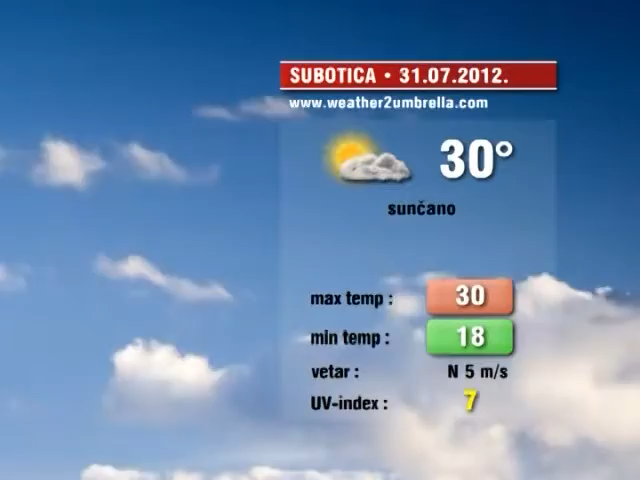 SUBOTICA • 31.07.2012.
www.weather2umbrella.com
30°
sunčano
max temp : 30
min temp : 18
vetar : N 5 m/s
UV-index : 7